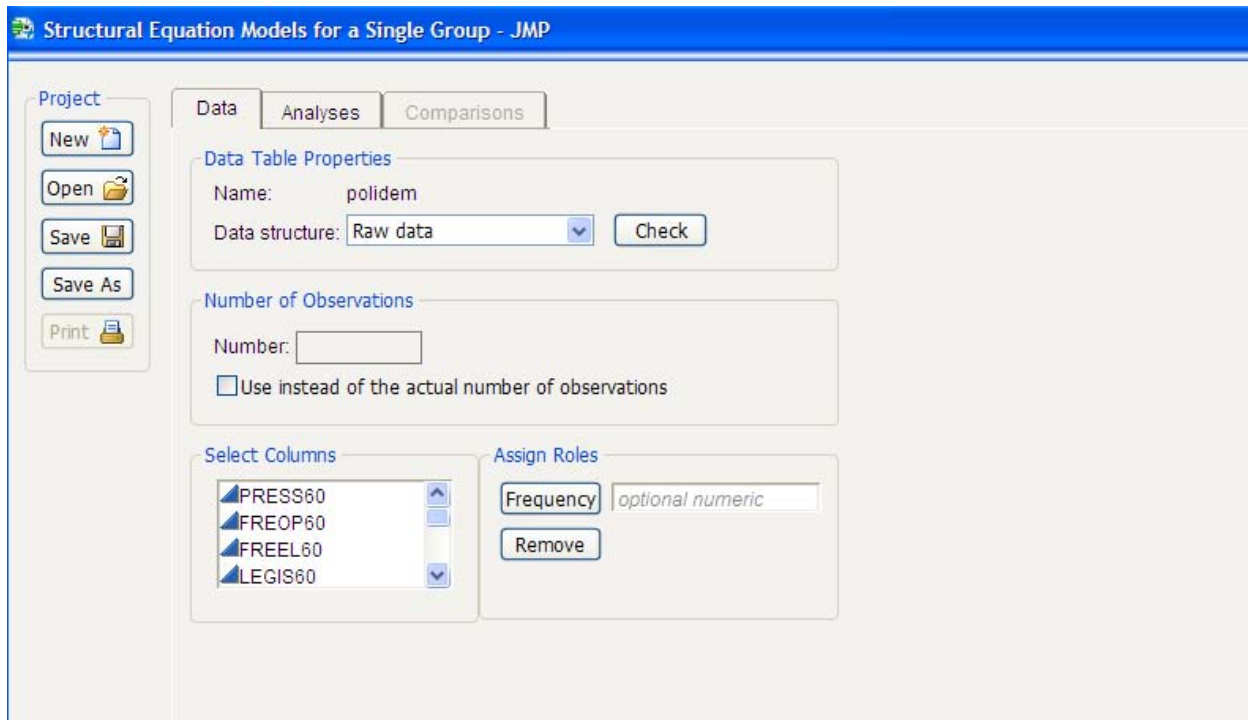 Structural Equation Models for a Single Group - JMP
Project
New
Open
Save
Save As
Print
Data Analyses Comparisons
Data Table Properties
Name: polidem
Data structure: Raw data Check
Number of Observations
Number:
Use instead of the actual number of observations
Select Columns
PRESS60
FREOP60
FREEL60
LEGIS60
Assign Roles
Frequency optional numeric
Remove